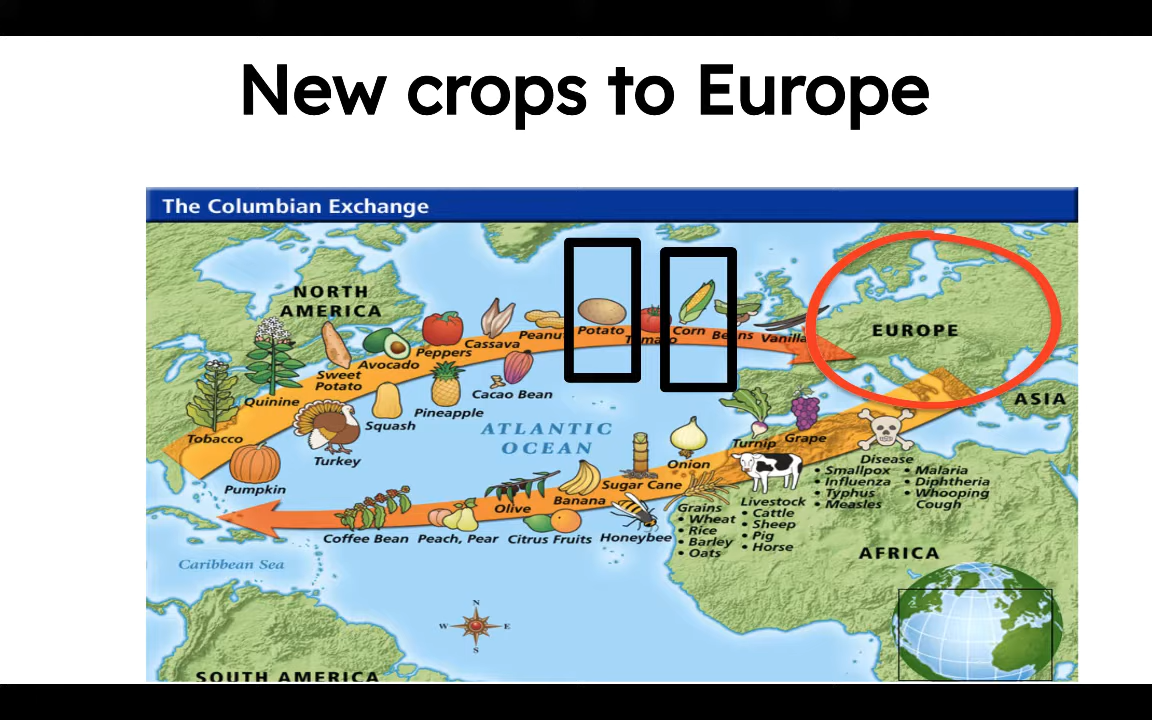 New crops to Europe
The Columbian Exchange
NORTH
AMERICA
EUROPE
ASIA
Potato
Tomato
Corn
Beans
Vanilla
Peanut
Cassava
Peppers
Avocado
Sweet
Potato
Quinine
Tobacco
Cacao Bean
Pineapple
Squash
Turkey
Pumpkin
ATLANTIC
OCEAN
Onion
Turnip
Grape
Disease
• Smallpox
• Influenza
• Typhus
• Measles
• Malaria
• Diphtheria
• Whooping
Cough
Sugar Cane
Banana
Olive
Livestock
• Cattle
• Sheep
• Pig
• Horse
Grains
• Wheat
• Rice
• Barley
• Oats
Coffee Bean
Peach, Pear
Citrus Fruits
Honeybee
AFRICA
Caribbean Sea
N
W
E
S
SOUTH AMERICA